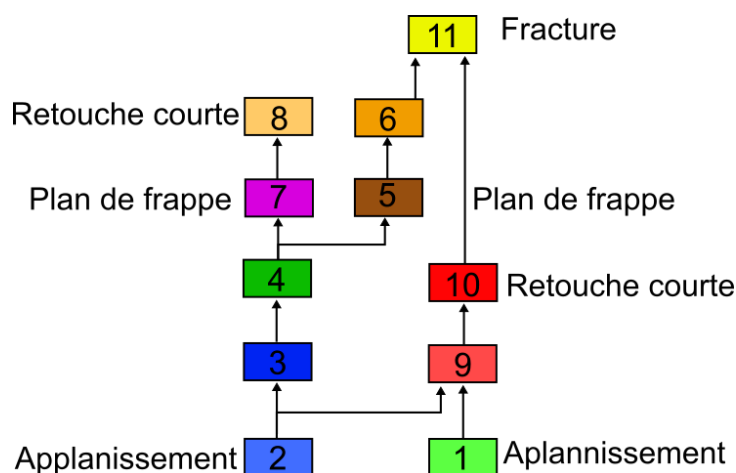 11 Fracture
Retouche courte 8 6
Plan de frappe 7 5 Plan de frappe
4 10 Retouche courte
3 9
Applanissement 2 1 Aplannissement